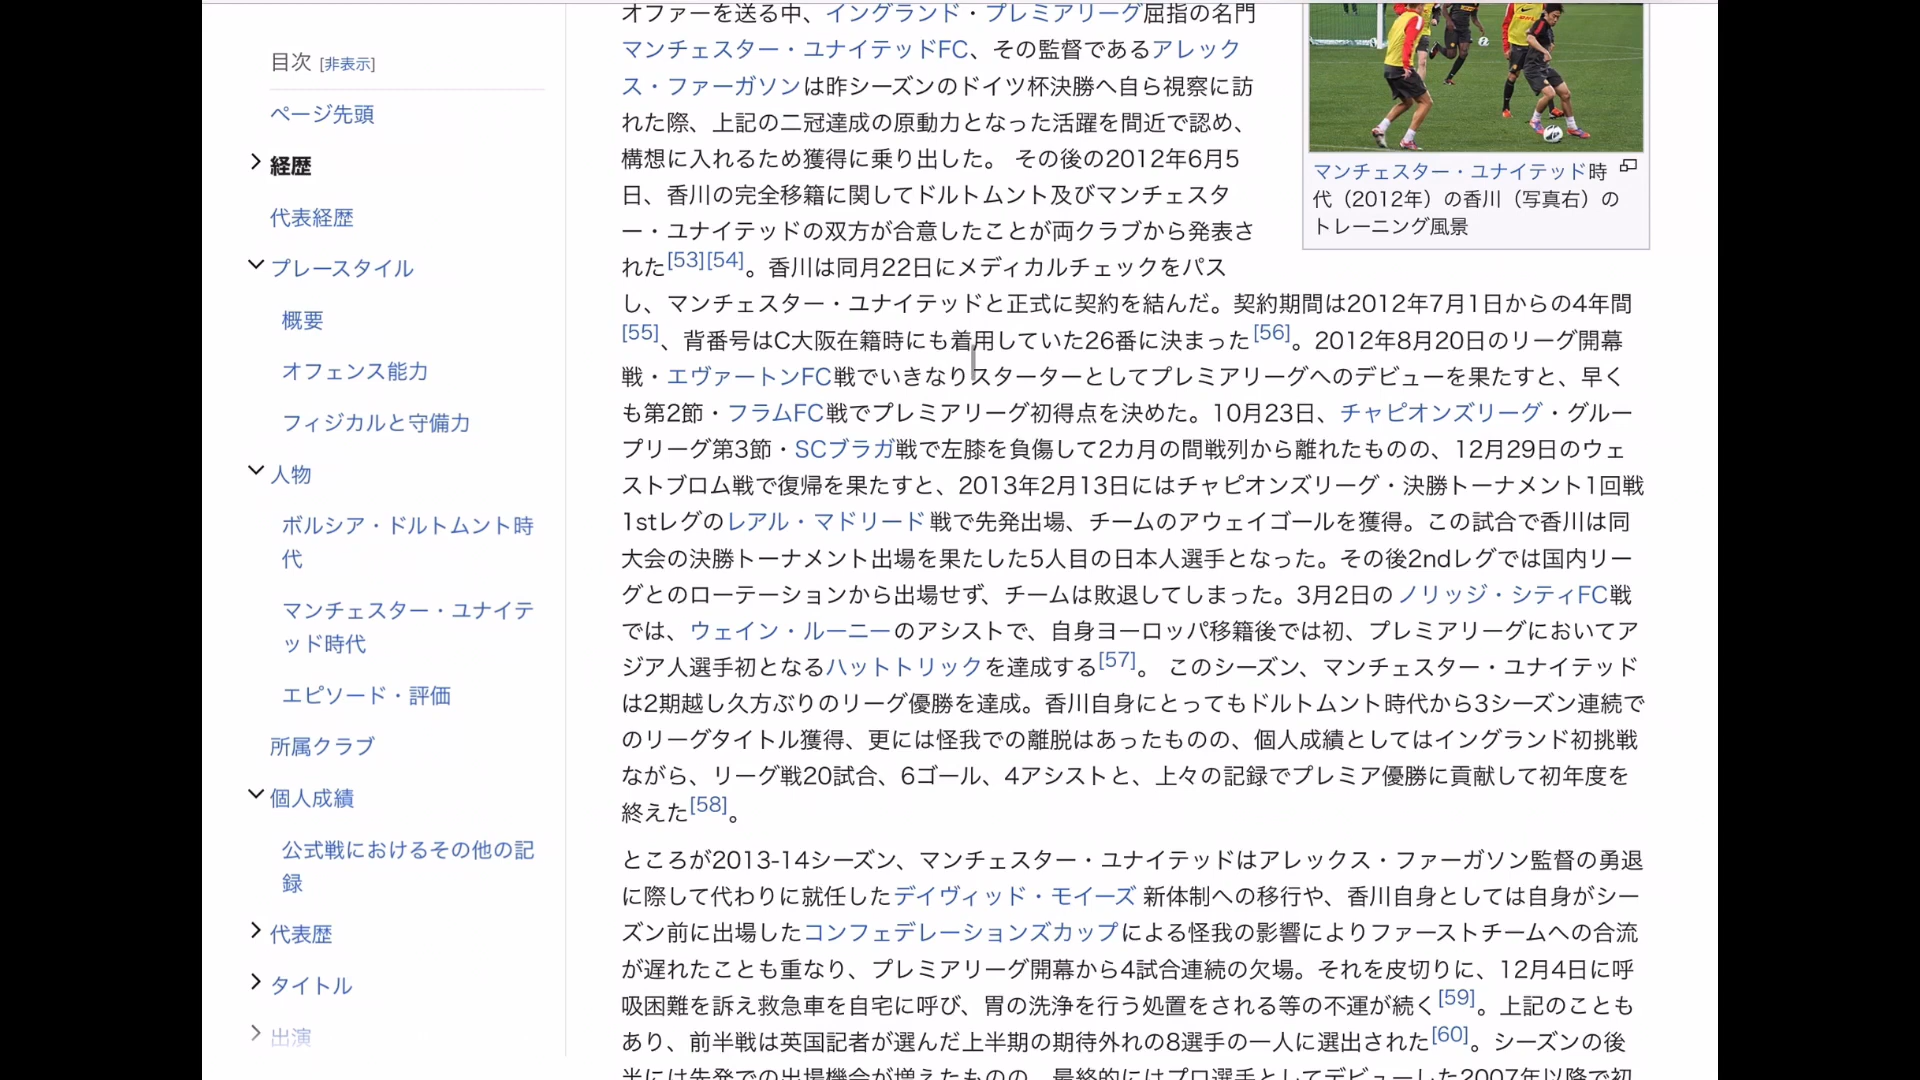 目次 [非表示]
ページ先頭
経歴
代表経歴
プレースタイル
概要
オフェンス能力
フィジカルと守備力
人物
ボルシア・ドルトムント時
代
マンチェスター・ユナイテ
ッド時代
エピソード・評価
所属クラブ
個人成績
公式戦におけるその他の記
録
代表歴
タイトル
出演
オファーを送る中、イングランド・プレミアリーグ屈指の名門
マンチェスター・ユナイテッドFC、その監督であるアレック
ス・ファーガソンは昨シーズンのドイツ杯決勝へ自ら視察に訪
れた際、上記の二冠達成の原動力となった活躍を間近で認め、
構想に入れるため獲得に乗り出した。 その後の2012年6月5
日、香川の完全移籍に関してドルトムント及びマンチェスタ
ー・ユナイテッドの双方が合意したことが両クラブから発表さ
れた[53][54]。香川は同月22日にメディカルチェックをパス
し、マンチェスター・ユナイテッドと正式に契約を結んだ。契約期間は2012年7月1日からの4年間
[55]、背番号はC大阪在籍時にも着用していた26番に決まった[56]。2012年8月20日のリーグ開幕
戦・エヴァートンFC戦でいきなりスターターとしてプレミアリーグへのデビューを果たすと、早く
も第2節・フラムFC戦でプレミアリーグ初得点を決めた。10月23日、チャピオンズリーグ・グルー
プリーグ第3節・SCブラガ戦で左膝を負傷して2カ月の間戦列から離れたものの、12月29日のウェ
ストブロム戦で復帰を果たすと、2013年2月13日にはチャピオンズリーグ・決勝トーナメント1回戦
1stレグのレアル・マドリード戦で先発出場、チームのアウェイゴールを獲得。この試合で香川は同
大会の決勝トーナメント出場を果たした5人目の日本人選手となった。その後2ndレグでは国内リー
グとのローテーションから出場せず、チームは敗退してしまった。3月2日のノリッジ・シティFC戦
では、ウェイン・ルーニーのアシストで、自身ヨーロッパ移籍後では初、プレミアリーグにおいてア
ジア人選手初となるハットトリックを達成する[57]。 このシーズン、マンチェスター・ユナイテッド
は2期越し久方ぶりのリーグ優勝を達成。香川自身にとってもドルトムント時代から3シーズン連続で
のリーグタイトル獲得、更には怪我での離脱はあったものの、個人成績としてはイングランド初挑戦
ながら、リーグ戦20試合、6ゴール、4アシストと、上々の記録でプレミア優勝に貢献して初年度を
終えた[58]。
ところが2013-14シーズン、マンチェスター・ユナイテッドはアレックス・ファーガソン監督の勇退
に際して代わりに就任したデイヴィッド・モイーズ 新体制への移行や、香川自身としては自身がシー
ズン前に出場したコンフェデレーションズカップによる怪我の影響によりファーストチームへの合流
が遅れたことも重なり、プレミアリーグ開幕から4試合連続の欠場。それを皮切りに、12月4日に呼
吸困難を訴え救急車を自宅に呼び、胃の洗浄を行う処置をされる等の不運が続く[59]。上記のことも
あり、前半戦は英国記者が選んだ上半期の期待外れの8選手の一人に選出された[60]。シーズンの後
半には先発での出場機会が増えたものの、最終的にはプロ選手としてデビューした2007年以降で初
マンチェスター・ユナイテッド時
代（2012年）の香川（写真右）の
トレーニング風景